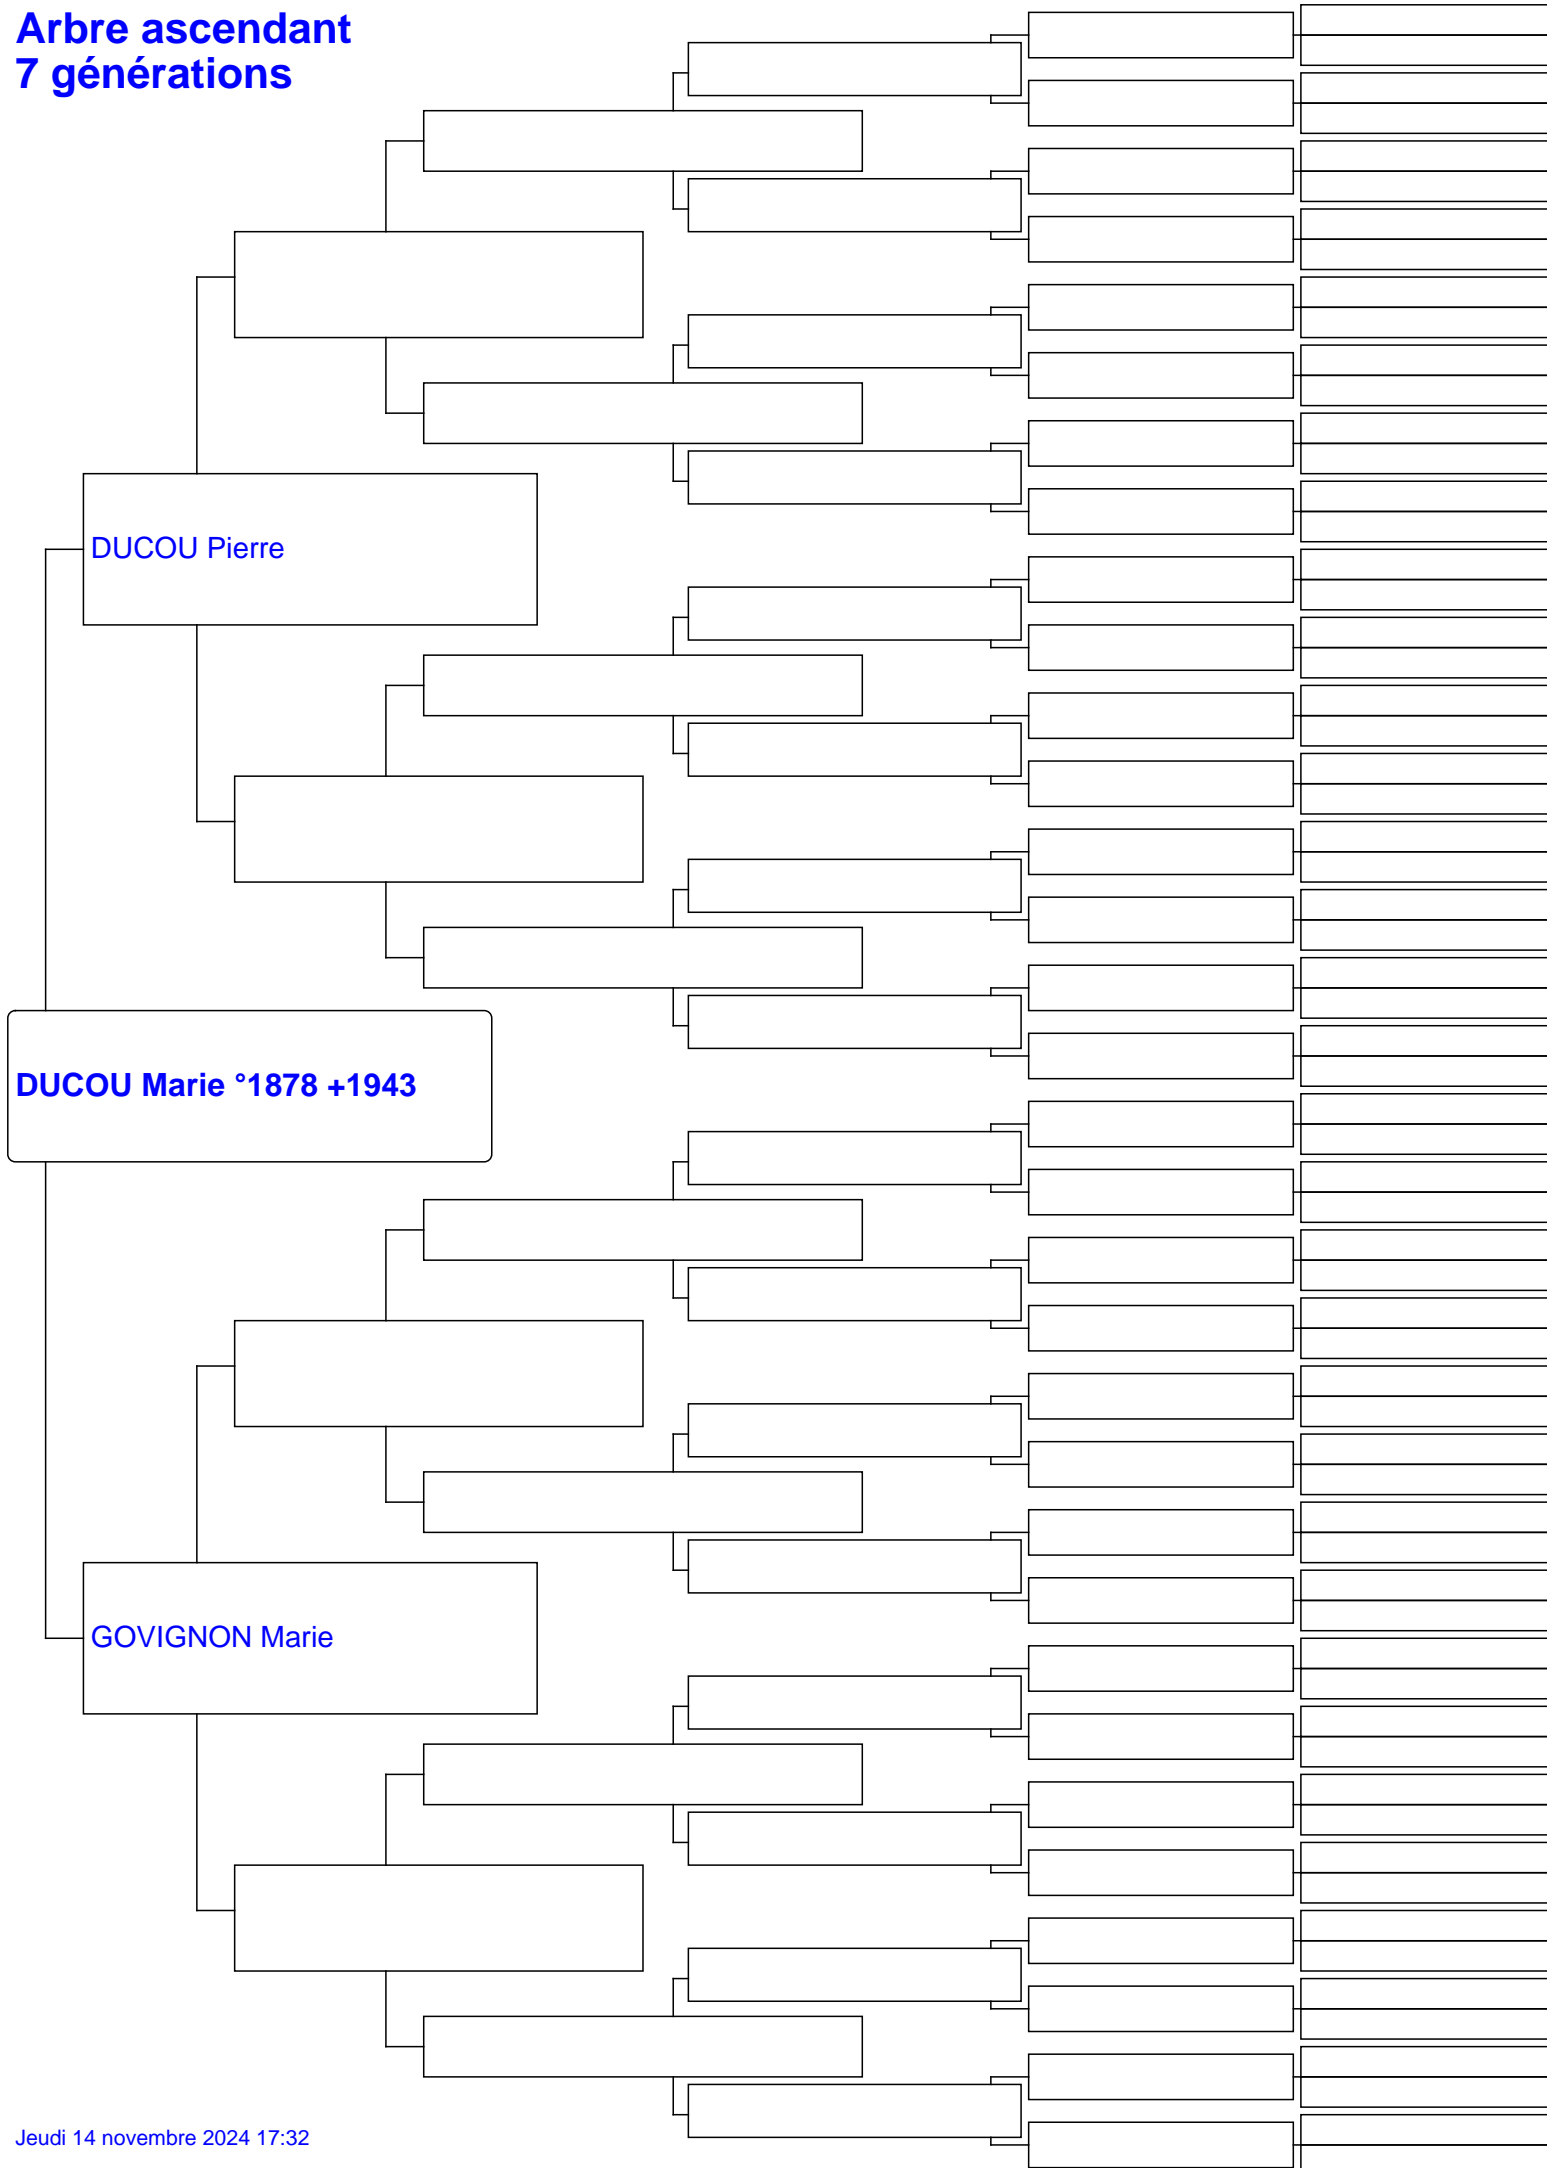 Arbre ascendant
7 générations
DUCOU Pierre
DUCOU Marie °1878 +1943
GOVIGNON Marie
Jeudi 14 novembre 2024 17:32